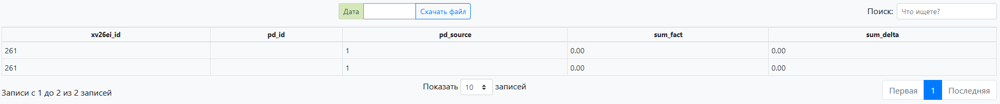 Дата Скачать файл Поиск: Что ищете?
xv26ei_id pd_id pd_source sum_fact sum_delta
261 1 0.00 0.00
261 1 0.00 0.00
Записи с 1 до 2 из 2 записей Показать 10 записей Первая 1 Последняя